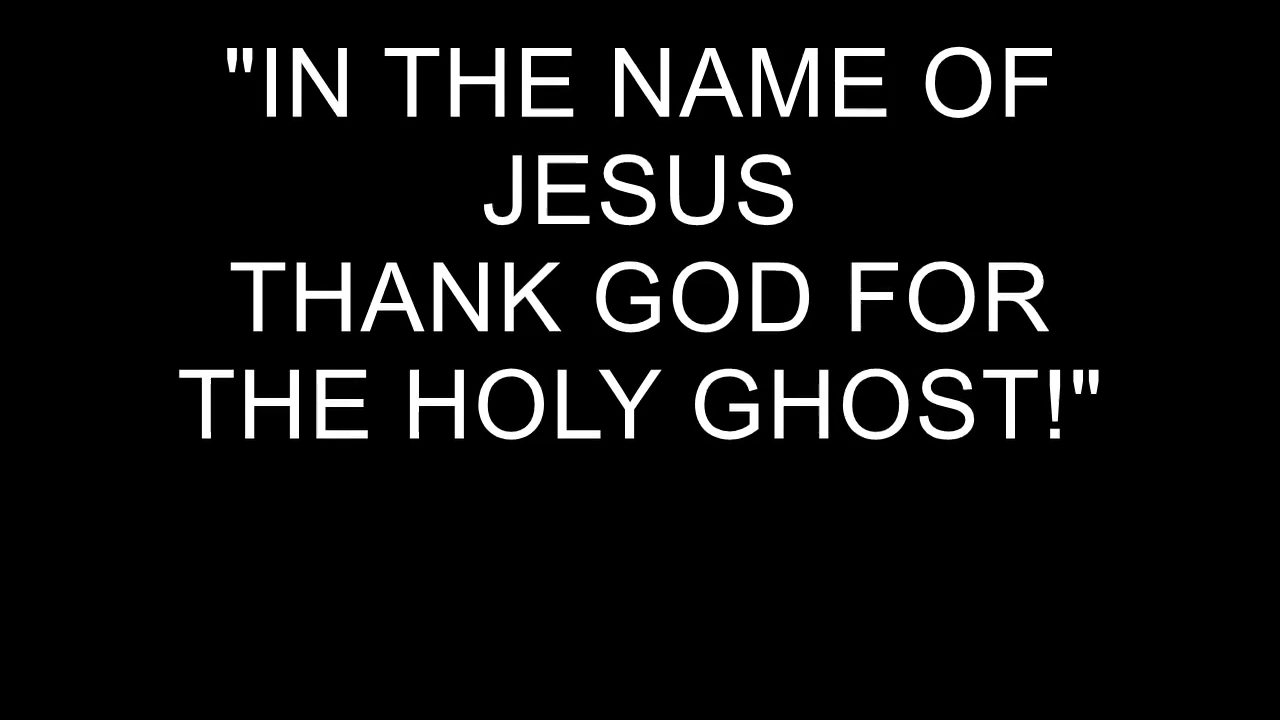 "IN THE NAME OF
JESUS
THANK GOD FOR
THE HOLY GHOST!"